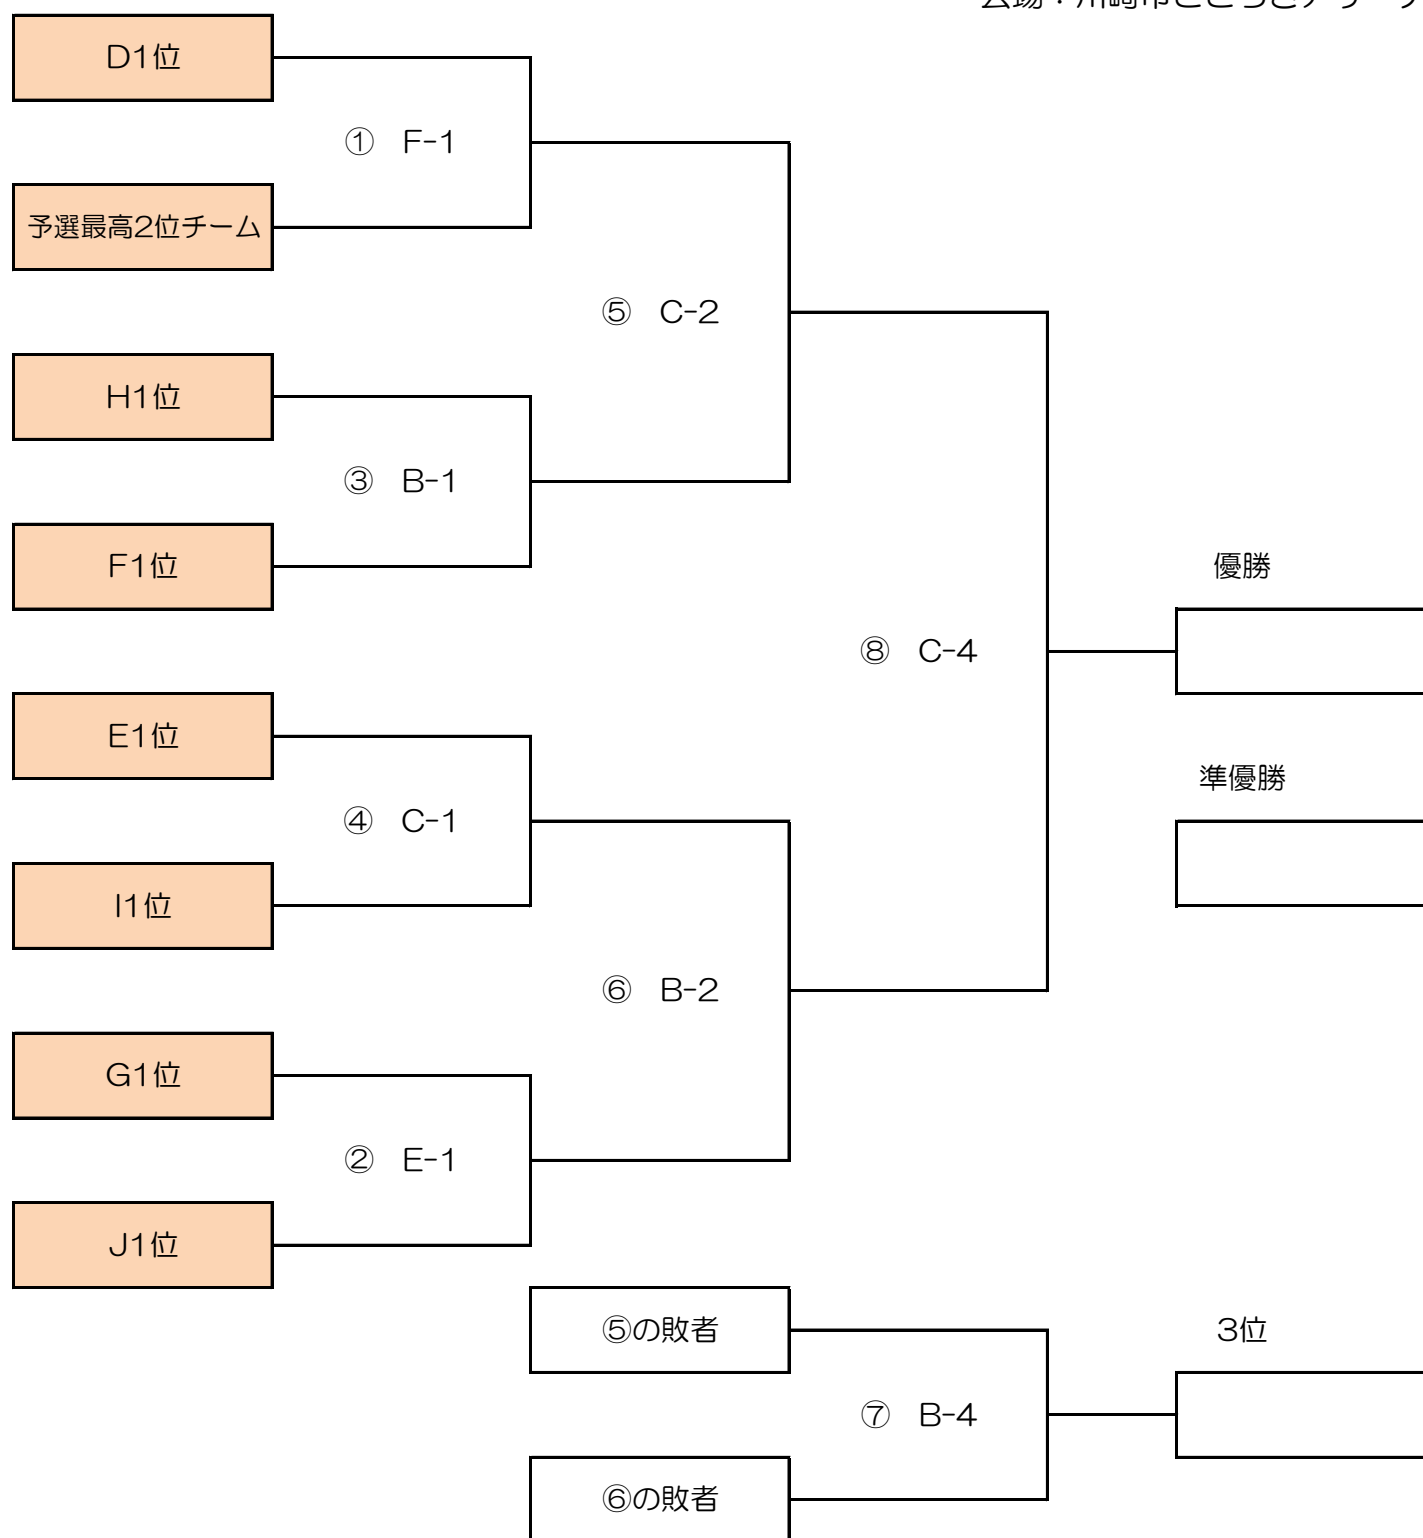 D1位
① F-1
予選最高2位チーム
⑤ C-2
H1位
③ B-1
F1位
優勝
⑧ C-4
E1位
準優勝
④ C-1
I1位
⑥ B-2
G1位
② E-1
J1位
⑤の敗者
3位
⑦ B-4
⑥の敗者